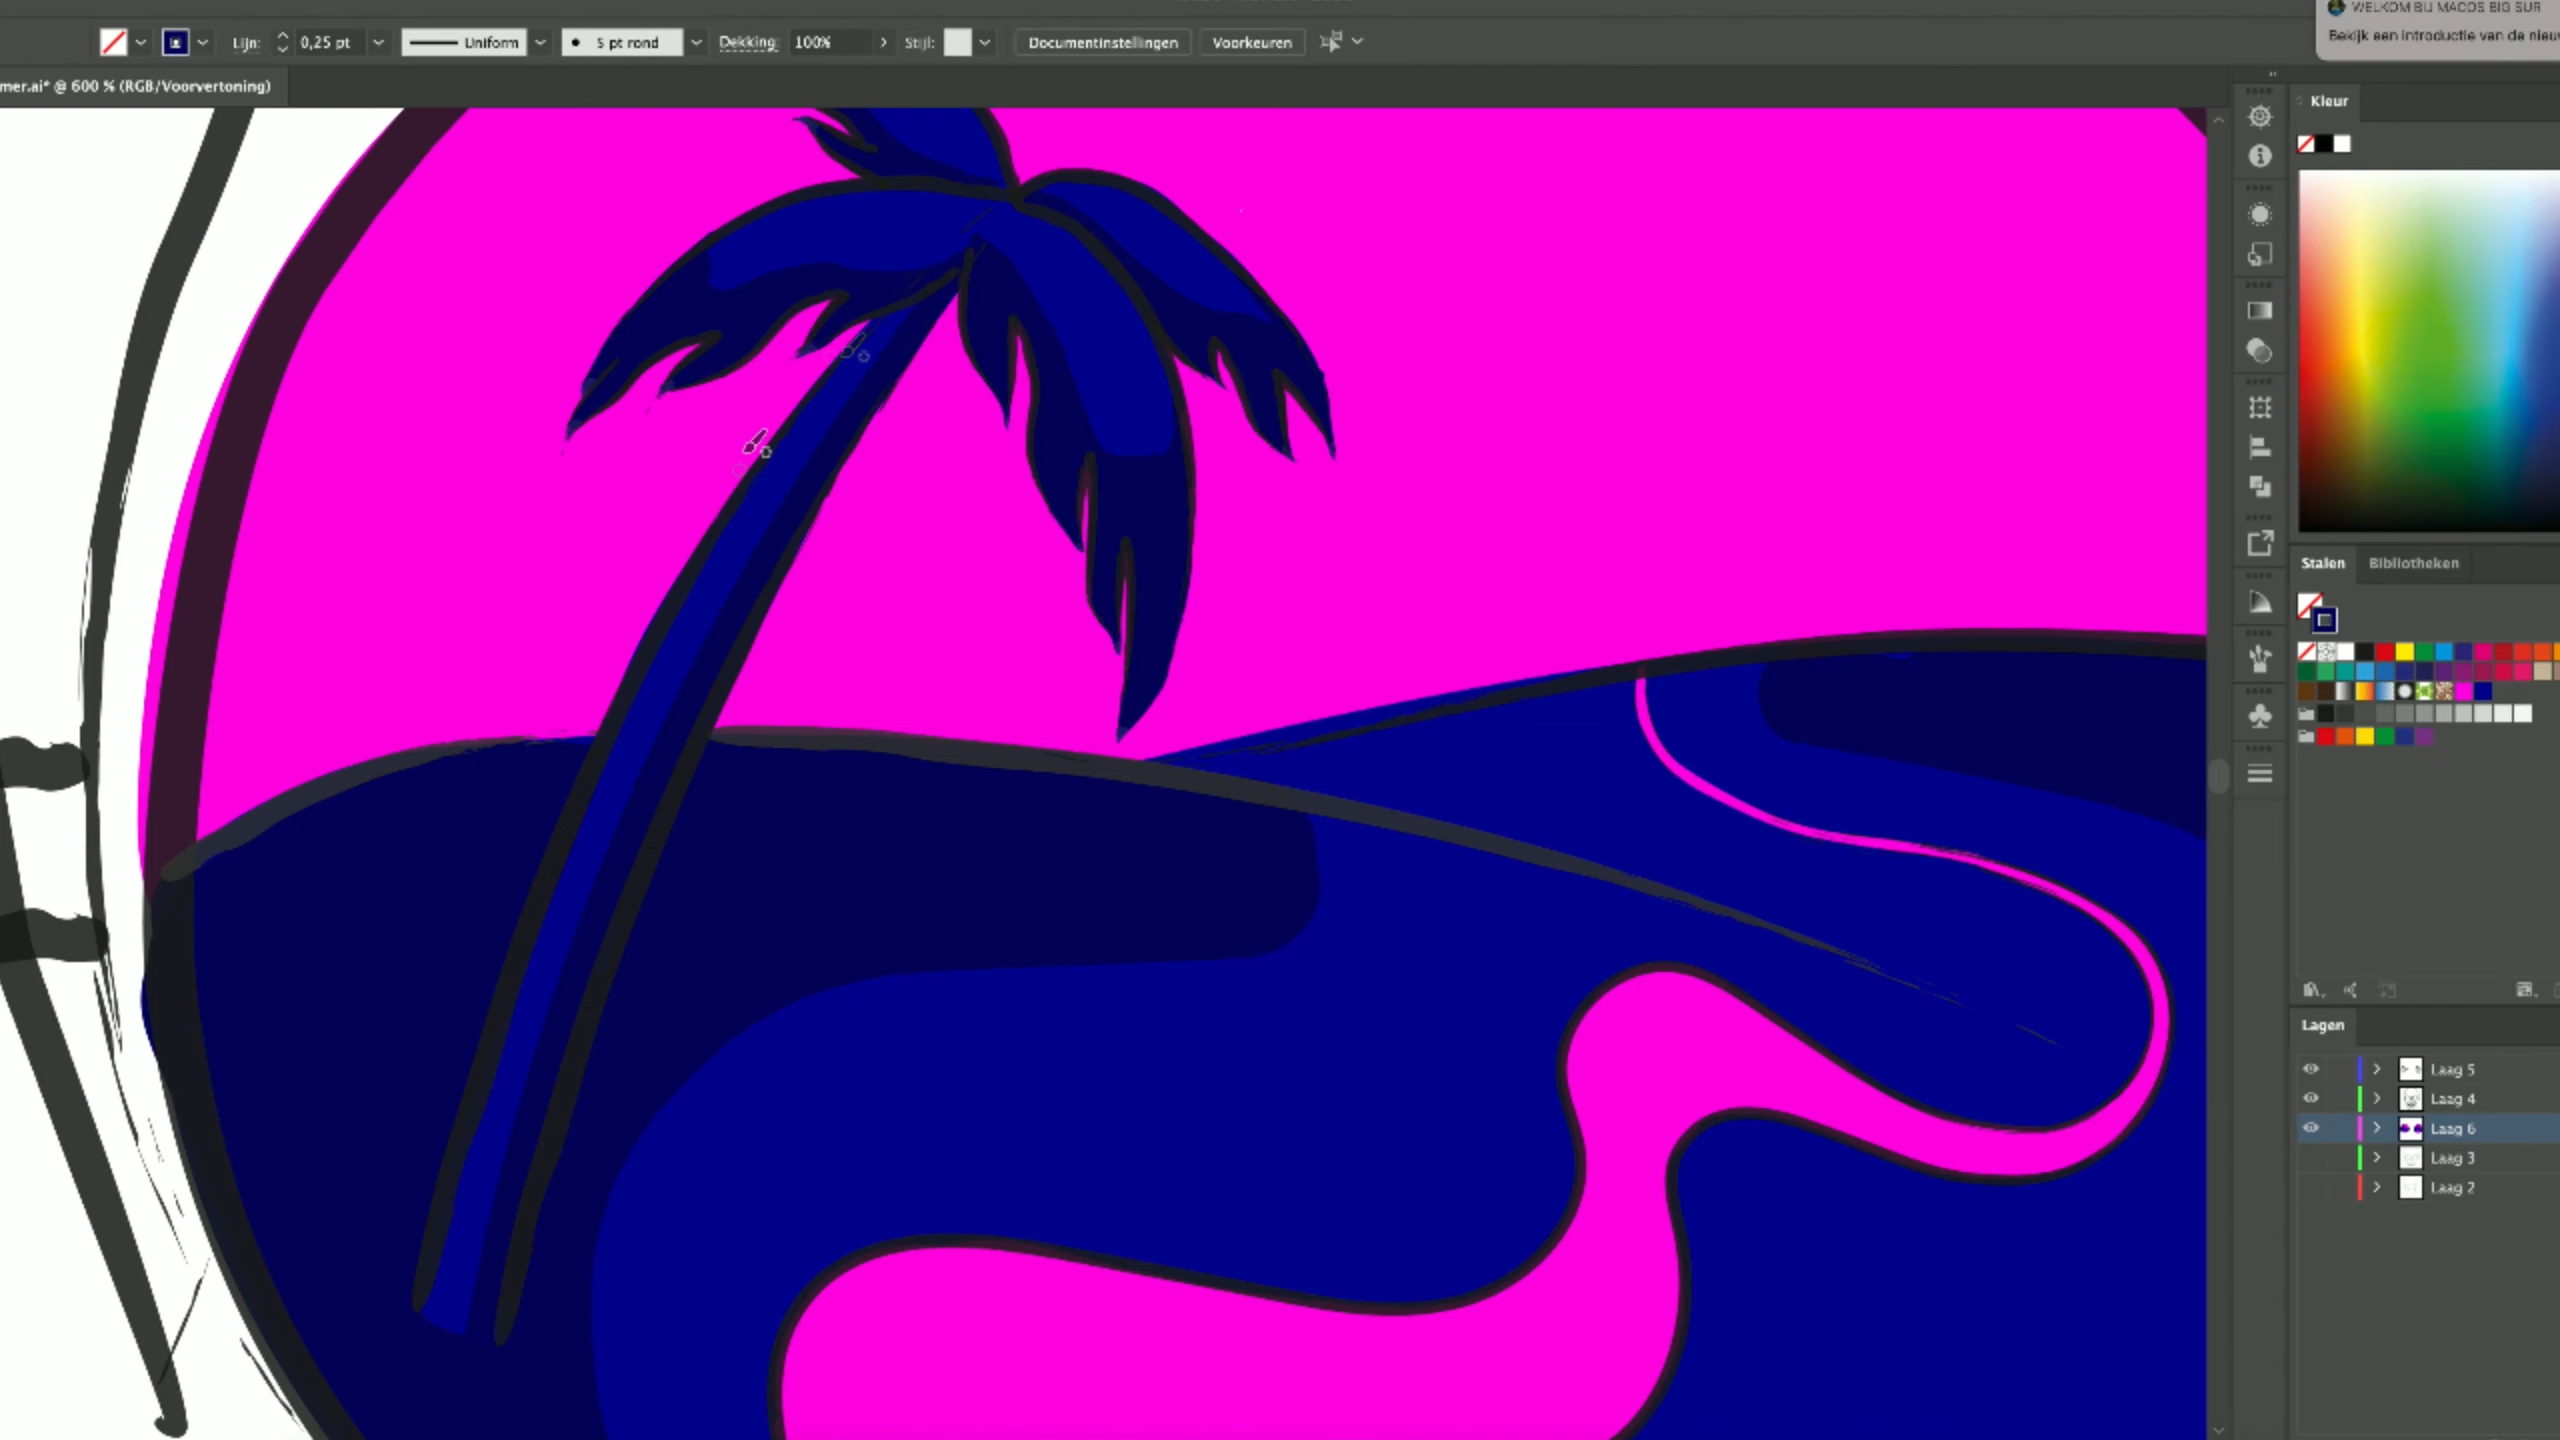 WELKOM BIJ MACOS BIG SUR
Bekijk een introductie van de nieuw
Lijn: 0,25 pt Uniform 5 pt rond Dekking: 100% Stijl: Documentinstellingen Voorkeuren
mer.ai* @ 600 % (RGB/Voorvertoning)
Kleur
Stalen Bibliotheken
Lagen
Laag 5
Laag 4
Laag 6
Laag 3
Laag 2